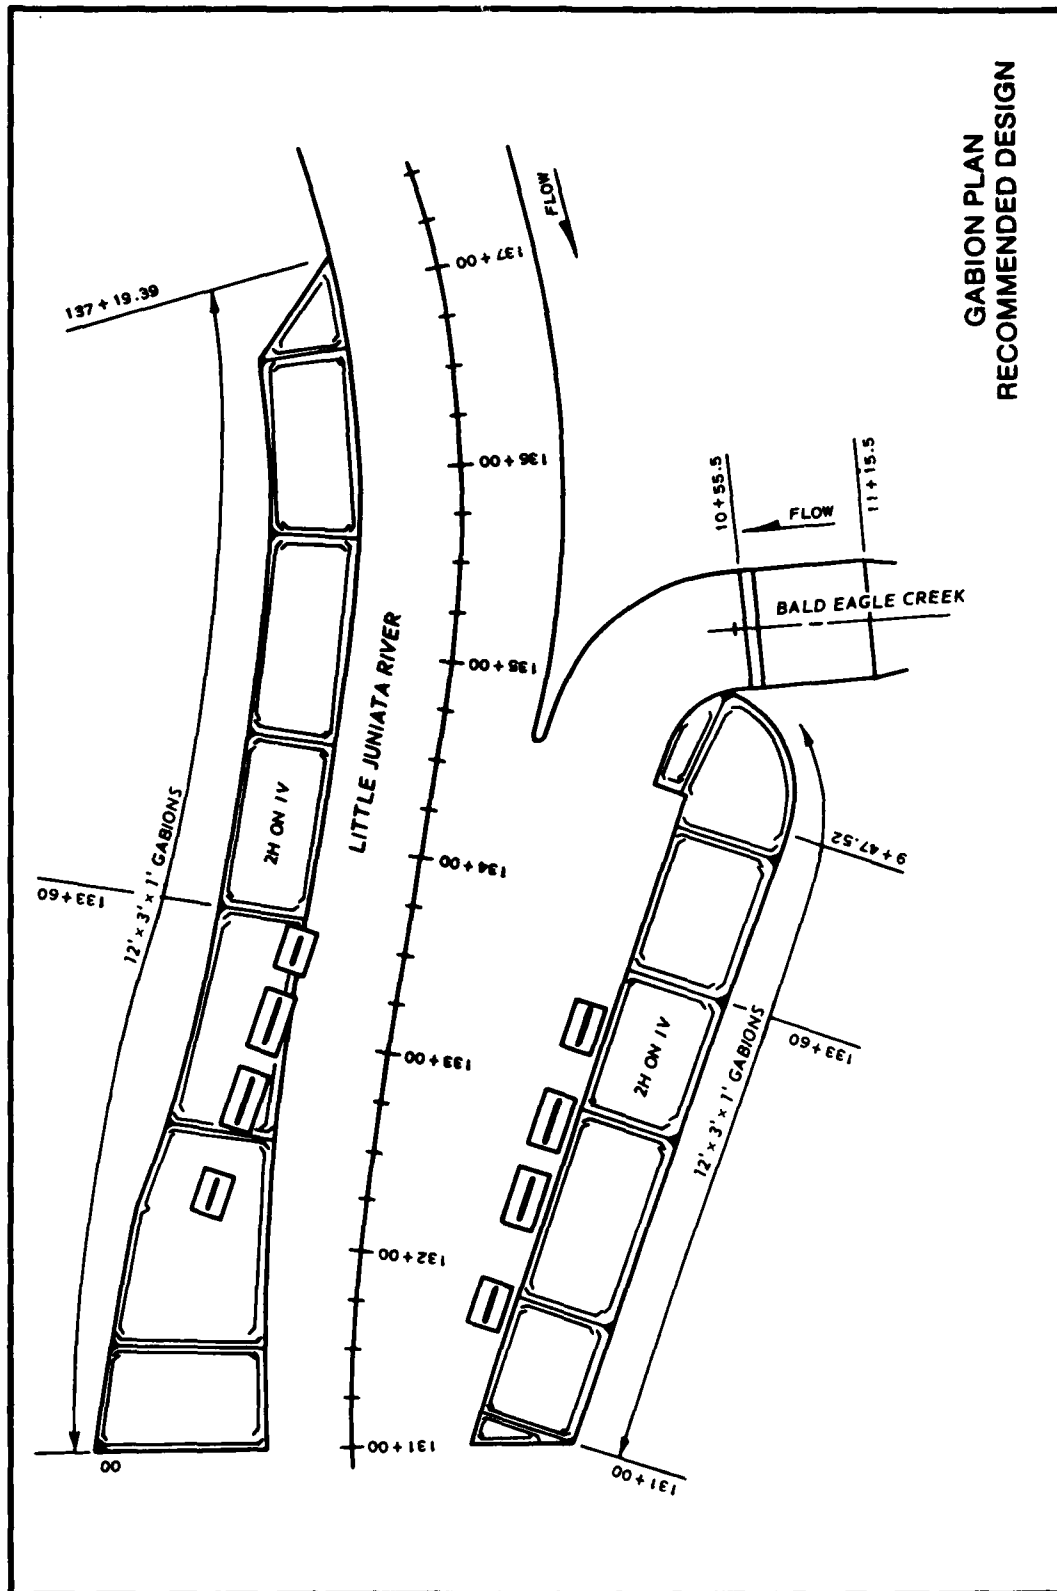 GABION PLAN
RECOMMENDED DESIGN
137 + 19.39
FLOW
137 + 00
136 + 00
135 + 00
134 + 00
133 + 00
132 + 00
131 + 00
LITTLE JUNIATA RIVER
2H ON IV
133 + 60
12' x 3' x 1' GABIONS
00
10 + 55.5
FLOW
11 + 15.5
BALD EAGLE CREEK
9 + 47.52
2H ON IV
133 + 60
12' x 3' x 1' GABIONS
131 + 00